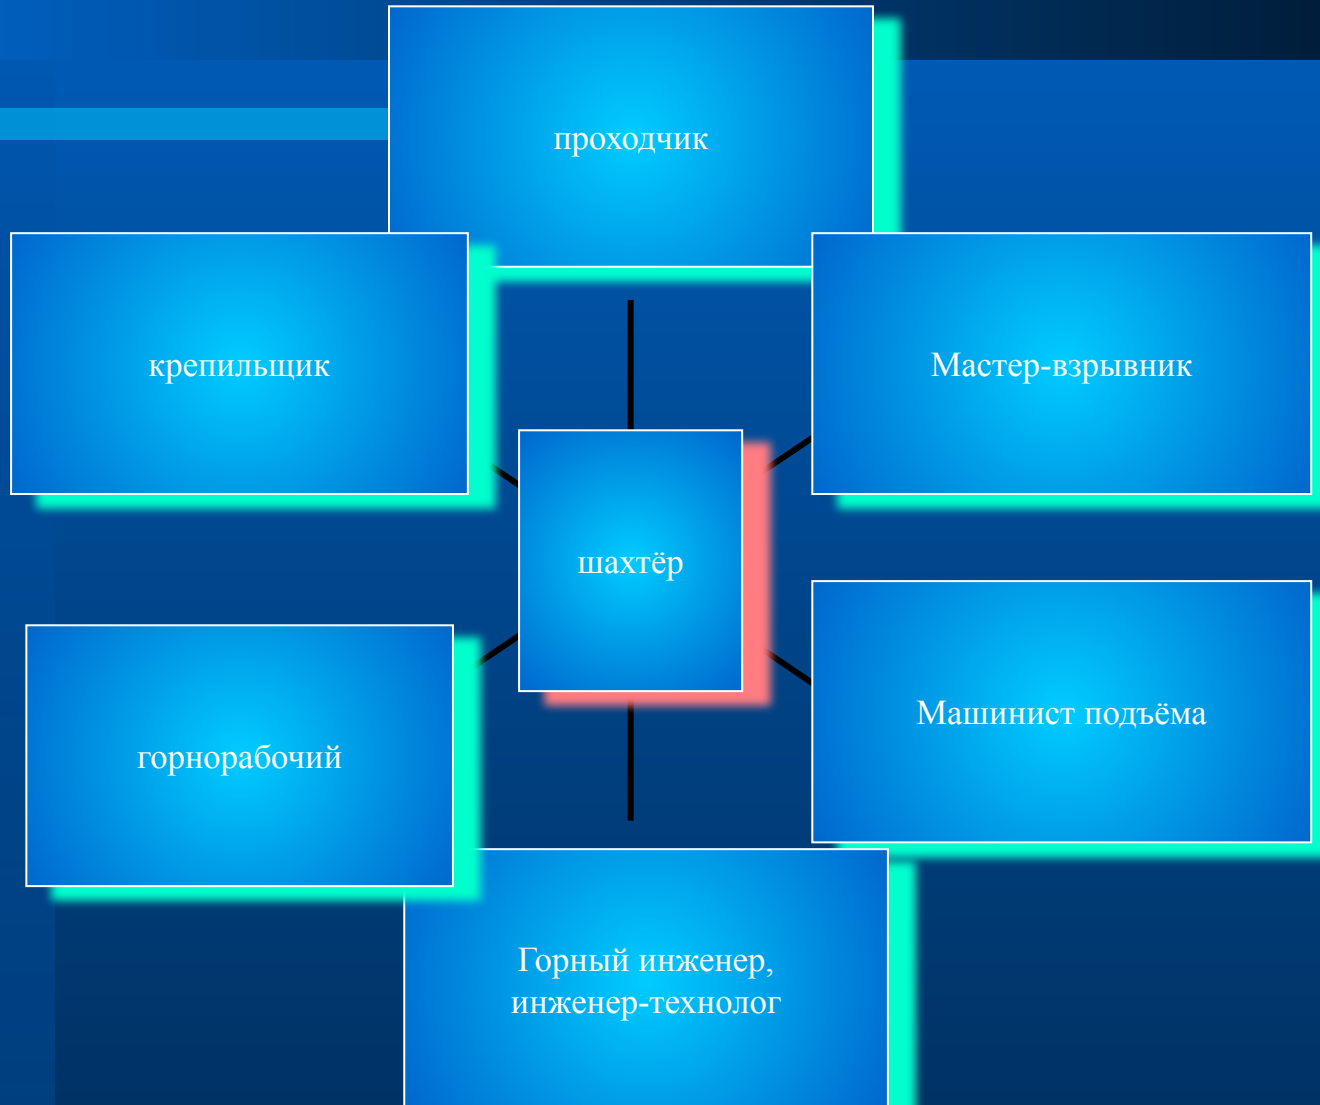 проходчик
крепильщик
Мастер-взрывник
шахтёр
Машинист подъёма
горнорабочий
Горный инженер,
инженер-технолог